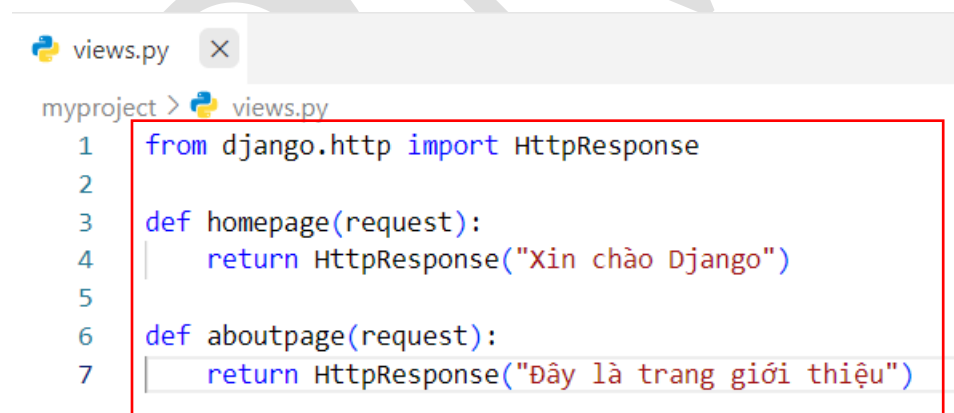 views.py
myproject > views.py
1 from django.http import HttpResponse
2
3 def homepage(request):
4     return HttpResponse("Xin chào Django")
5
6 def aboutpage(request):
7     return HttpResponse("Đây là trang giới thiệu")